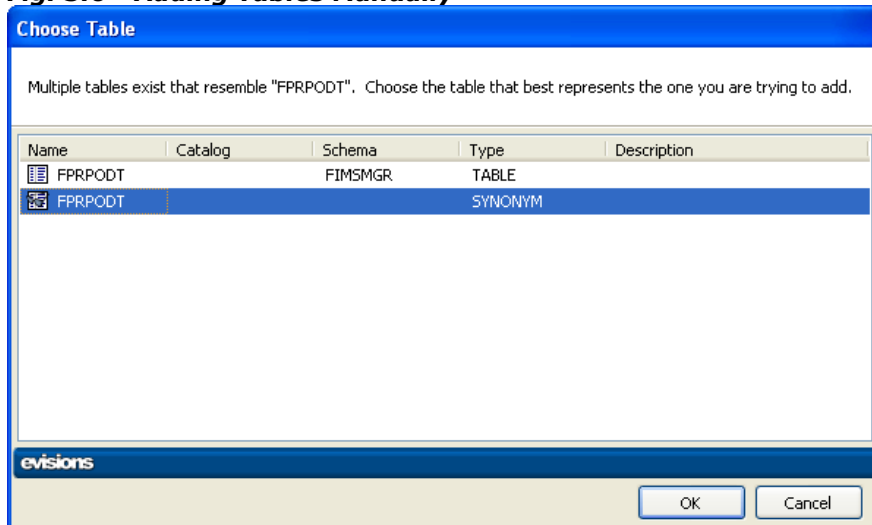 Choose Table
Multiple tables exist that resemble "FPRPODT". Choose the table that best represents the one you are trying to add.
Name Catalog Schema Type Description
FPRPODT FIMSMGR TABLE
FPRPODT SYNONYM
evisions
OK Cancel